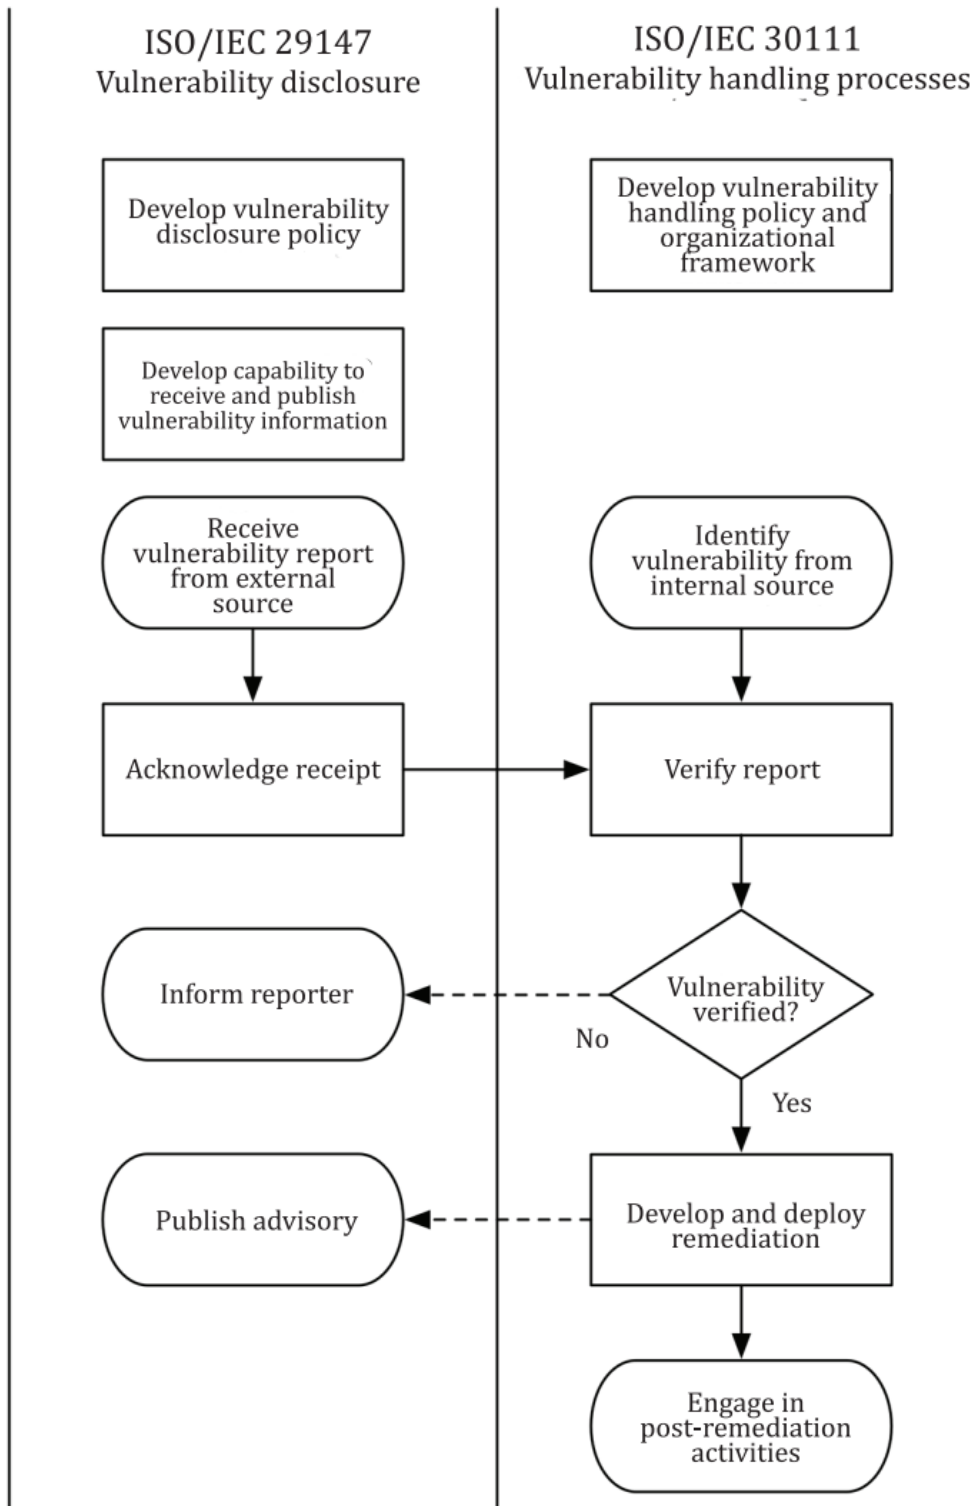 ISO/IEC 29147
Vulnerability disclosure
Develop vulnerability
disclosure policy
Develop capability to
receive and publish
vulnerability information
Receive
vulnerability report
from external
source
Acknowledge receipt
Inform reporter
Publish advisory
ISO/IEC 30111
Vulnerability handling processes
Develop vulnerability
handling policy and
organizational
framework
Identify
vulnerability from
internal source
Verify report
Vulnerability
verified?
No
Yes
Develop and deploy
remediation
Engage in
post-remediation
activities